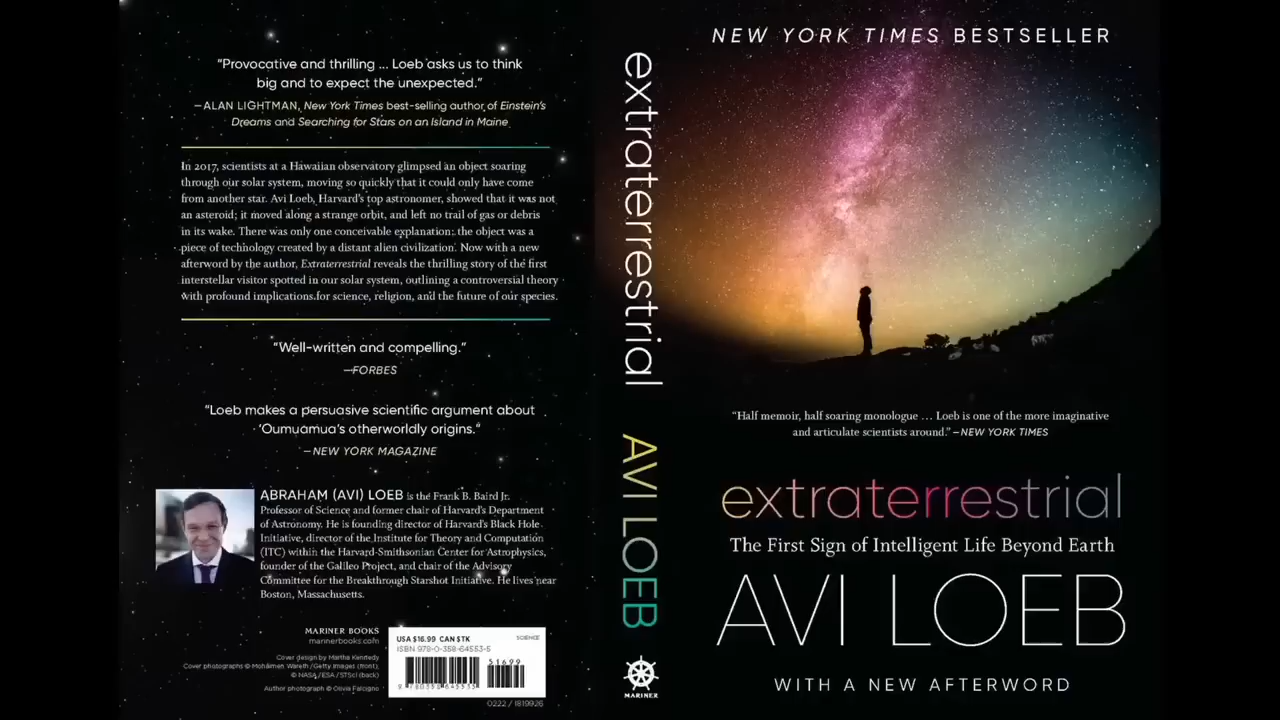 "Provocative and thrilling ... Loeb asks us to think
big and to expect the unexpected."
—ALAN LIGHTMAN, New York Times best-selling author of Einstein's
Dreams and Searching for Stars on an Island in Maine
In 2017, scientists at a Hawaiian observatory glimpsed an object soaring
through our solar system, moving so quickly that it could only have come
from another star. Avi Loeb, Harvard's top astronomer, showed that it was not
an asteroid; it moved along a strange orbit, and left no trail of gas or debris
in its wake. There was only one conceivable explanation: the object was a
piece of technology created by a distant alien civilization. Now with a new
afterword by the author, Extraterrestrial reveals the thrilling story of the first
interstellar visitor spotted in our solar system, outlining a controversial theory
with profound implications for science, religion, and the future of our species.
"Well-written and compelling."
—FORBES
"Loeb makes a persuasive scientific argument about
'Oumuamua's otherworldly origins."
—NEW YORK MAGAZINE
ABRAHAM (AVI) LOEB is the Frank B. Baird Jr.
Professor of Science and former chair of Harvard's Department
of Astronomy. He is founding director of Harvard's Black Hole
Initiative, director of the Institute for Theory and Computation
(ITC) within the Harvard-Smithsonian Center for Astrophysics,
founder of the Galileo Project, and chair of the Advisory
Committee for the Breakthrough Starshot Initiative. He lives near
Boston, Massachusetts.
MARINER BOOKS
marinerbooks.com
Cover design by Martha Kennedy
Cover photographs © Mohamen Wareth/Getty Images (front),
© NASA/ESA/STScI (back)
Author photograph © Olivia Falcigno
USA $16.99 CAN $TK
SCIENCE
ISBN 978-0-358-64553-5
51699
9 780358 645535
0222 / 1819926
extraterrestrial
AVI LOEB
MARINER
NEW YORK TIMES BESTSELLER
"Half memoir, half soaring monologue ... Loeb is one of the more imaginative
and articulate scientists around." —NEW YORK TIMES
extraterrestrial
The First Sign of Intelligent Life Beyond Earth
AVI LOEB
WITH A NEW AFTERWORD